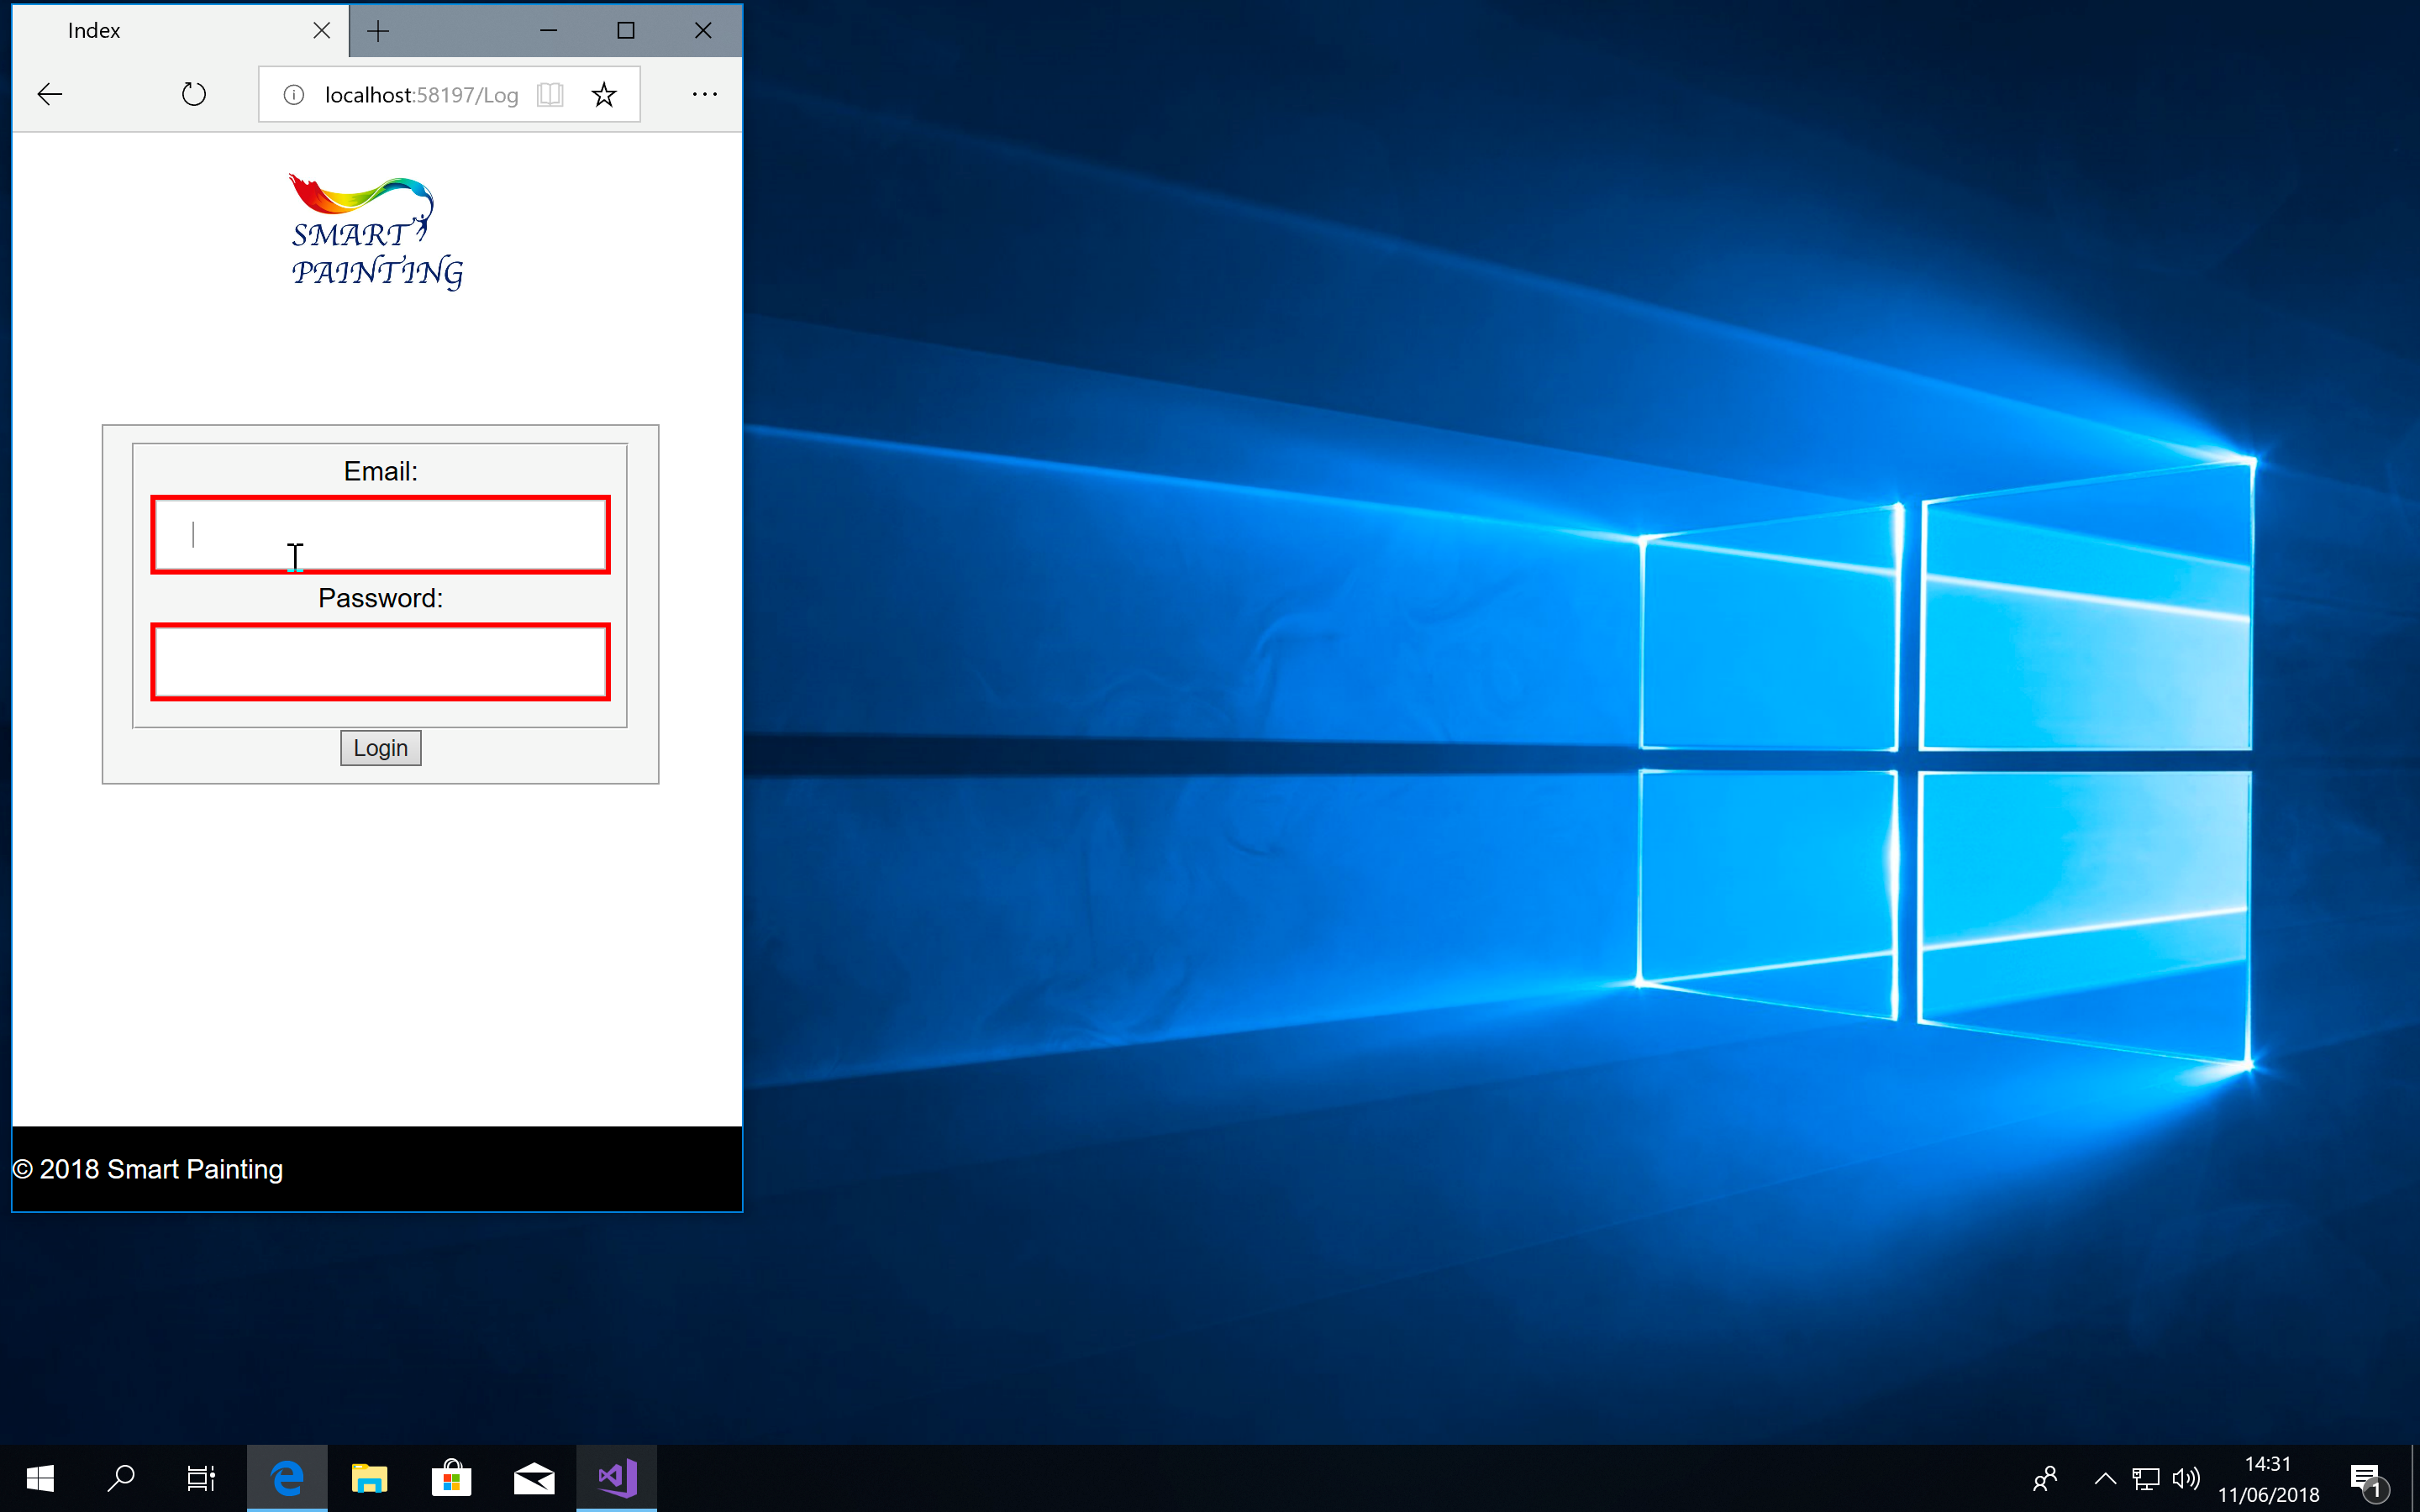 Index
localhost:58197/Log
SMART
PAINTING
Email:
Password:
Login
© 2018 Smart Painting
14:31
11/06/2018
1